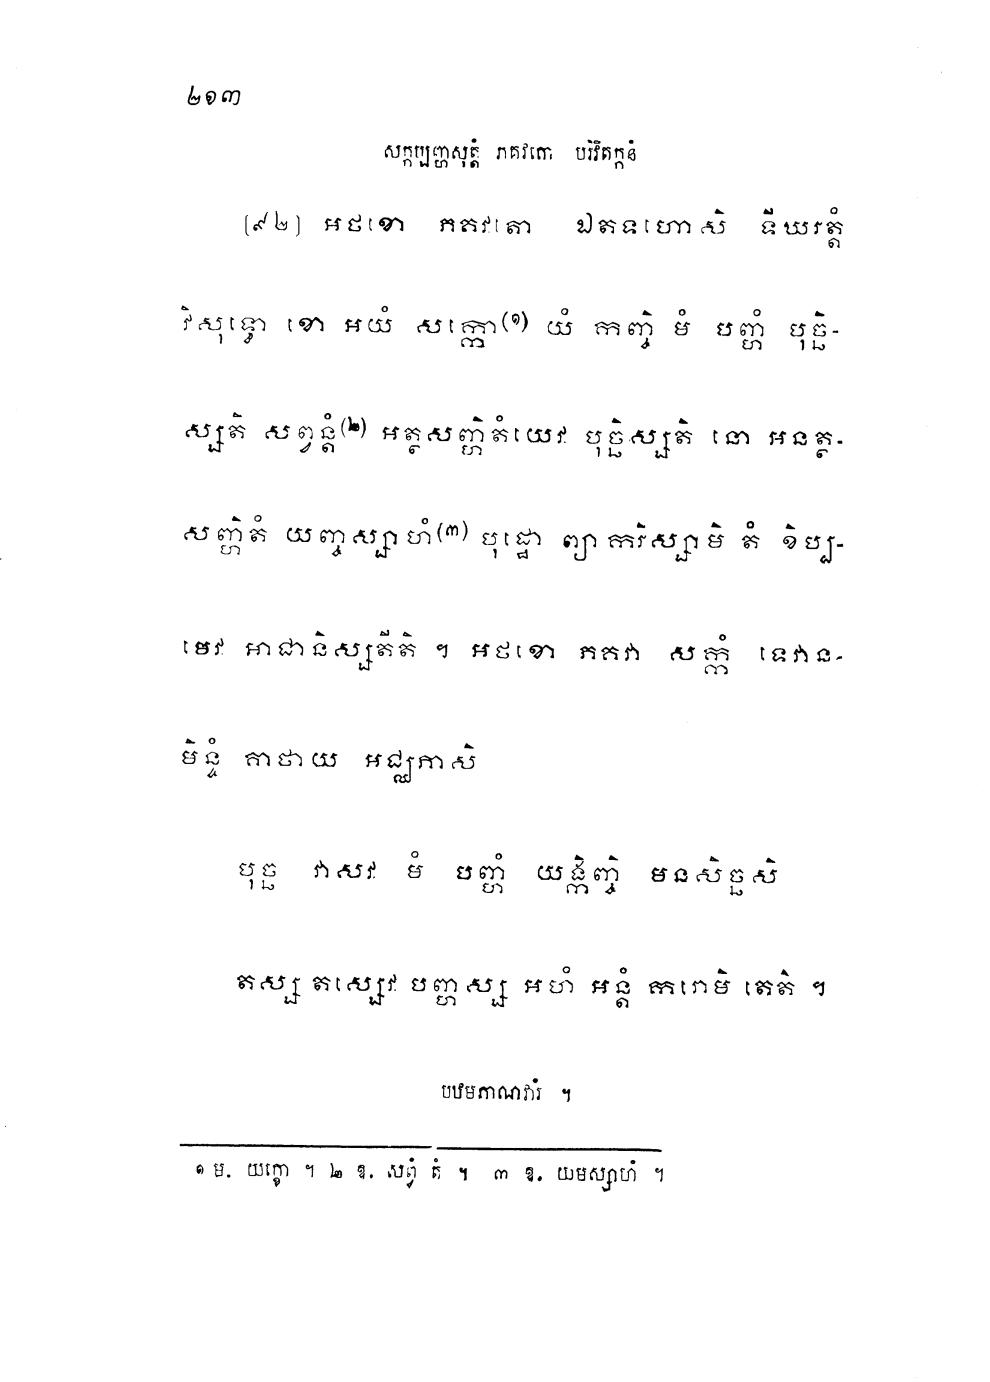 ២១៣
សក្កប្បញ្ហសុត្តំ ភគវតោ បរិវិតក្កនំ
(៩២) អថខោ ភគវតោ ឯតទហោសិ ទីឃរត្តំ
វិសុទ្ធោ ខោ អយំ សក្កោ(១) យំ កញ្ចិ មំ បញ្ហំ បុច្ឆិ-
ស្សតិ សព្វន្តំ(២) អត្ថសញ្ហិតំយេវ បុច្ឆិស្សតិ នោ អនត្ថ-
សញ្ហិតំ យញ្ចស្សាហំ(៣) បុដ្ឋោ ព្យាករិស្សាមិ តំ ខិប្ប-
មេវ អាជានិស្សតីតិ ។ អថខោ ភគវា សក្កំ ទេវាន-
មិន្ទំ គាថាយ អជ្ឈភាសិ
បុច្ឆ វាសវ មំ បញ្ហំ យង្កិញ្ចិ មនសិច្ឆសិ
តស្ស តស្សេវ បញ្ហស្ស អហំ អន្តំ ករោមិ តេតិ ។
បឋមភាណវារំ ។
១ ម. យក្ខោ ។ ២ ឧ. សព្វំ តំ ។ ៣ ឧ. យមស្សាហំ ។